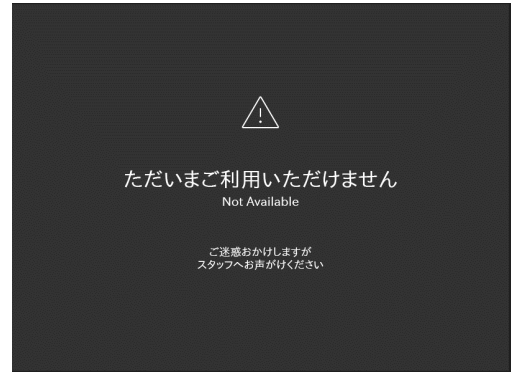 ただいまご利用いただけません
Not Available
ご迷惑おかけしますが
スタッフへお声がけください